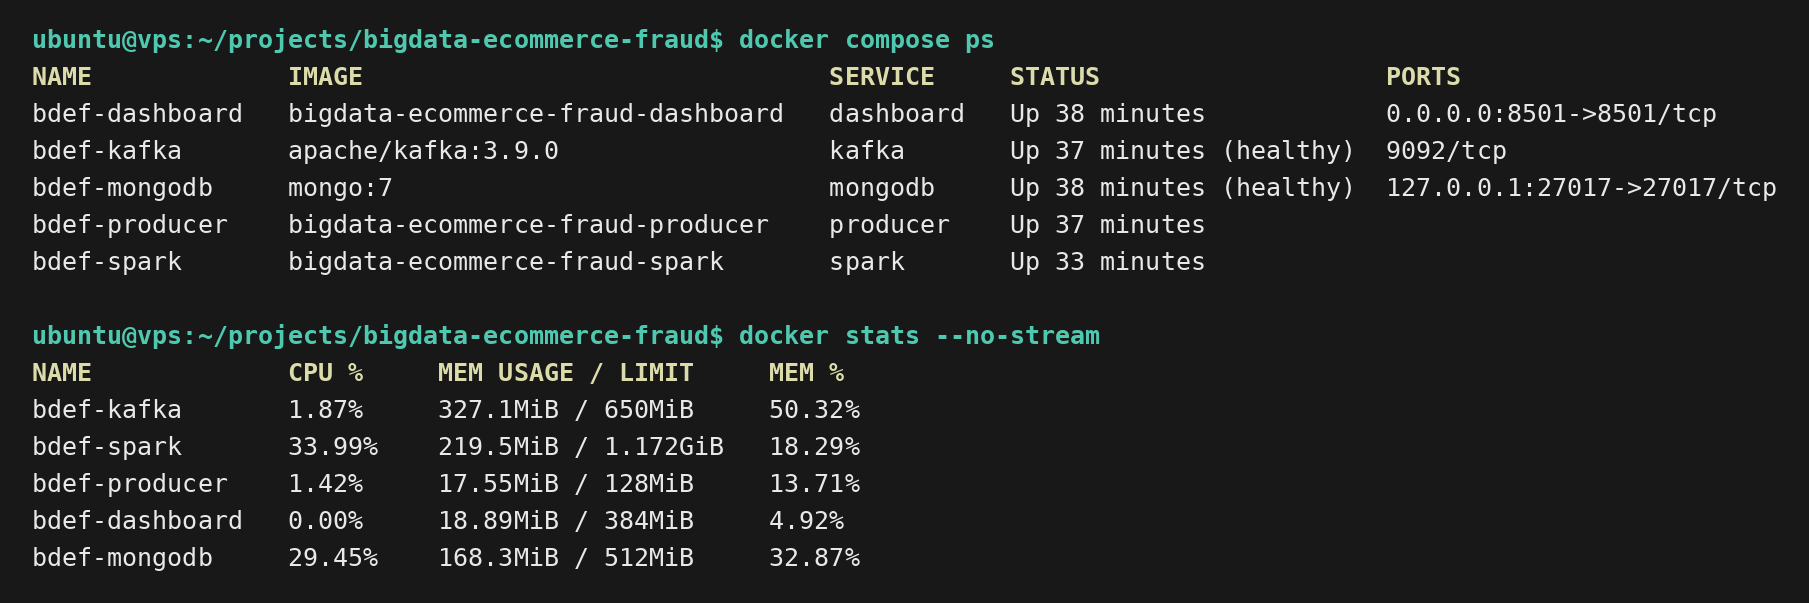 ubuntu@vps:~/projects/bigdata-ecommerce-fraud$ docker compose ps
NAME             IMAGE                               SERVICE     STATUS                   PORTS
bdef-dashboard   bigdata-ecommerce-fraud-dashboard   dashboard   Up 38 minutes            0.0.0.0:8501->8501/tcp
bdef-kafka       apache/kafka:3.9.0                  kafka       Up 37 minutes (healthy)  9092/tcp
bdef-mongodb     mongo:7                             mongodb     Up 38 minutes (healthy)  127.0.0.1:27017->27017/tcp
bdef-producer    bigdata-ecommerce-fraud-producer    producer    Up 37 minutes
bdef-spark       bigdata-ecommerce-fraud-spark       spark       Up 33 minutes
ubuntu@vps:~/projects/bigdata-ecommerce-fraud$ docker stats --no-stream
NAME             CPU %     MEM USAGE / LIMIT     MEM %
bdef-kafka       1.87%     327.1MiB / 650MiB     50.32%
bdef-spark       33.99%    219.5MiB / 1.172GiB   18.29%
bdef-producer    1.42%     17.55MiB / 128MiB     13.71%
bdef-dashboard   0.00%     18.89MiB / 384MiB     4.92%
bdef-mongodb     29.45%    168.3MiB / 512MiB     32.87%